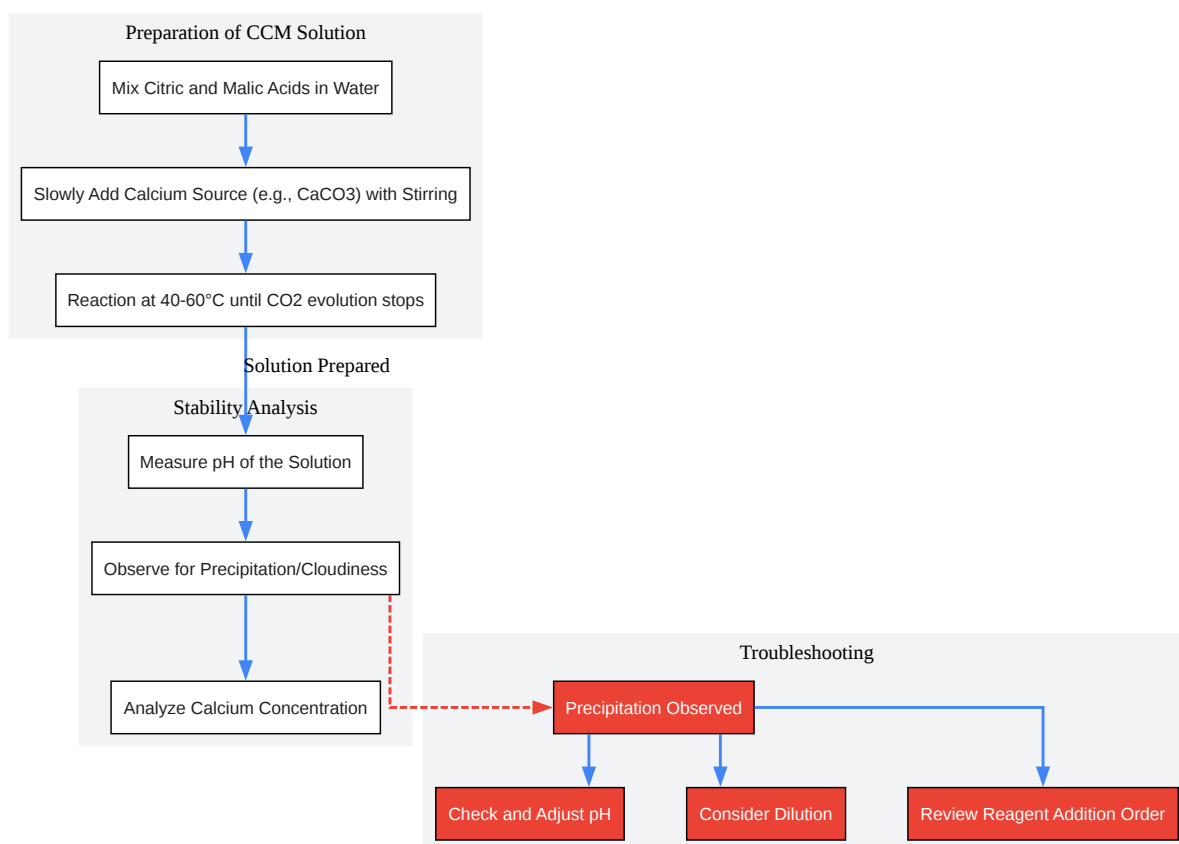 Preparation of CCM Solution
Mix Citric and Malic Acids in Water
Slowly Add Calcium Source (e.g., CaCO3) with Stirring
Reaction at 40-60°C until CO2 evolution stops
Solution Prepared
Stability Analysis
Measure pH of the Solution
Observe for Precipitation/Cloudiness
Analyze Calcium Concentration
Troubleshooting
Precipitation Observed
Check and Adjust pH
Consider Dilution
Review Reagent Addition Order